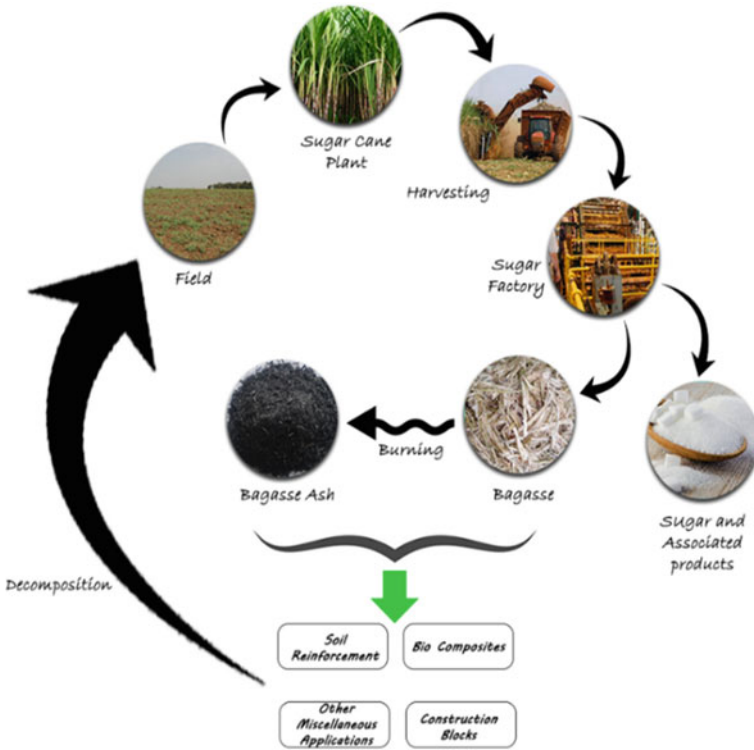 Sugar Cane
Plant
Harvesting
Field
Sugar
Factory
Burning
Bagasse Ash
Bagasse
SUgar and
Associated
products
Decomposition
Soil
Reinforcement
Bio Composites
Other
Miscellaneous
Applications
Construction
Blocks